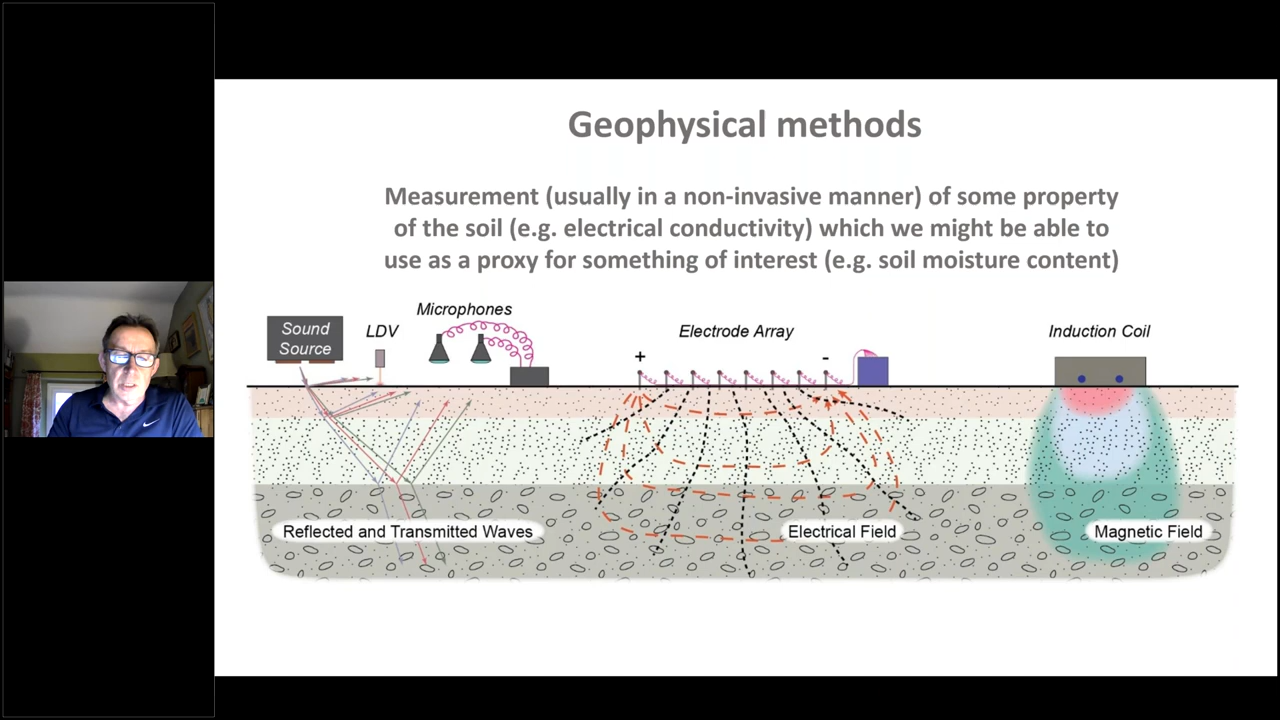 Geophysical methods
Measurement (usually in a non-invasive manner) of some property
of the soil (e.g. electrical conductivity) which we might be able to
use as a proxy for something of interest (e.g. soil moisture content)
Sound
Source
LDV
Microphones
Electrode Array
+
-
Induction Coil
Reflected and Transmitted Waves
Electrical Field
Magnetic Field